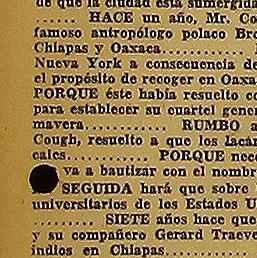 de que la ciudad está sumergida
...... HACE un año, Mr. Co
famoso antropólogo polaco Bro
Chiapas y Oaxaca............
Nueva York a consecuencia de
el propósito de recoger en Oaxa
PORQUE éste había resuelto co
para establecer su cuartel gene
mavera............ RUMBO a
Cough, resuelto a que los lacan
cales............ PORQUE nece
va a bautizar con el nombr
SEGUIDA hará que sobre
universitarios de los Estados U
......... SIETE años hace que
y su compañero Gerard Traeve
indios en Chiapas............